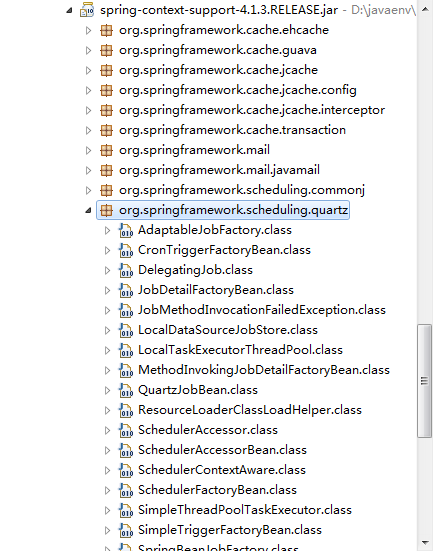 spring-context-support-4.1.3.RELEASE.jar - D:\javaenv\
org.springframework.cache.ehcache
org.springframework.cache.guava
org.springframework.cache.jcache
org.springframework.cache.jcache.config
org.springframework.cache.jcache.interceptor
org.springframework.cache.transaction
org.springframework.mail
org.springframework.mail.javamail
org.springframework.scheduling.commonj
org.springframework.scheduling.quartz
AdaptableJobFactory.class
CronTriggerFactoryBean.class
DelegatingJob.class
JobDetailFactoryBean.class
JobMethodInvocationFailedException.class
LocalDataSourceJobStore.class
LocalTaskExecutorThreadPool.class
MethodInvokingJobDetailFactoryBean.class
QuartzJobBean.class
ResourceLoaderClassLoadHelper.class
SchedulerAccessor.class
SchedulerAccessorBean.class
SchedulerContextAware.class
SchedulerFactoryBean.class
SimpleThreadPoolTaskExecutor.class
SimpleTriggerFactoryBean.class
SpringBeanJobFactory.class